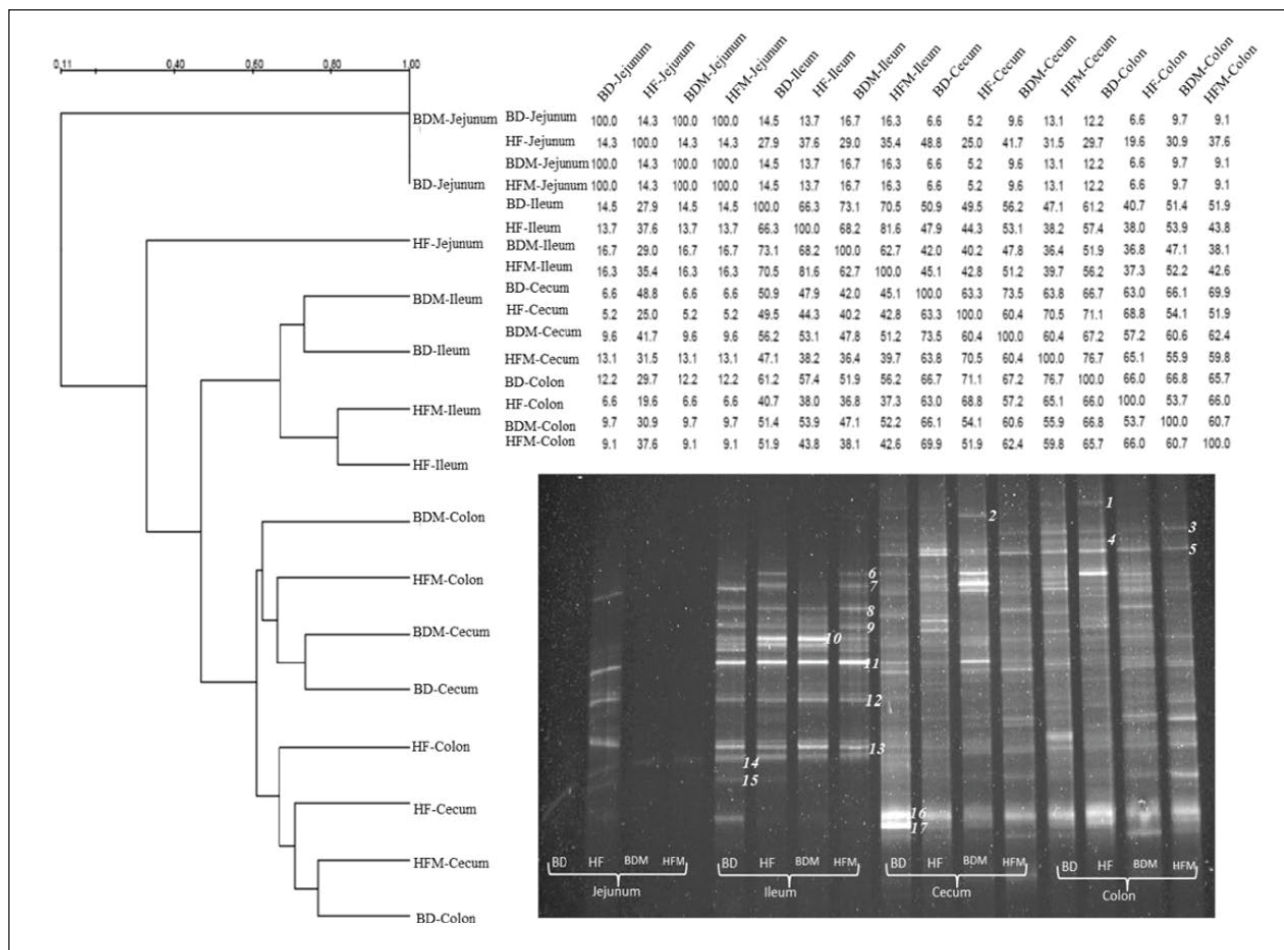 0,11 0,40 0,60 0,80 1,00
BD-Jejunum HF-Jejunum BDM-Jejunum HFM-Jejunum BD-Ileum HF-Ileum BDM-Ileum HFM-Ileum BD-Cecum HF-Cecum BDM-Cecum HFM-Cecum BD-Colon HF-Colon BDM-Colon HFM-Colon
BD-Jejunum 100.0 14.3 100.0 100.0 14.5 13.7 16.7 16.3 6.6 5.2 9.6 13.1 12.2 6.6 9.7 9.1
HF-Jejunum 14.3 100.0 14.3 14.3 27.9 37.6 29.0 35.4 48.8 25.0 41.7 31.5 29.7 19.6 30.9 37.6
BDM-Jejunum 100.0 14.3 100.0 100.0 14.5 13.7 16.7 16.3 6.6 5.2 9.6 13.1 12.2 6.6 9.7 9.1
HFM-Jejunum 100.0 14.3 100.0 100.0 14.5 13.7 16.7 16.3 6.6 5.2 9.6 13.1 12.2 6.6 9.7 9.1
BD-Ileum 14.5 27.9 14.5 14.5 100.0 66.3 73.1 70.5 50.9 49.5 56.2 47.1 61.2 40.7 51.4 51.9
HF-Ileum 13.7 37.6 13.7 13.7 66.3 100.0 68.2 81.6 47.9 44.3 53.1 38.2 57.4 38.0 53.9 43.8
BDM-Ileum 16.7 29.0 16.7 16.7 73.1 68.2 100.0 62.7 42.0 40.2 47.8 36.4 51.9 36.8 47.1 38.1
HFM-Ileum 16.3 35.4 16.3 16.3 70.5 81.6 62.7 100.0 45.1 42.8 51.2 39.7 56.2 37.3 52.2 42.6
BD-Cecum 6.6 48.8 6.6 6.6 50.9 47.9 42.0 45.1 100.0 63.3 73.5 63.8 66.7 63.0 66.1 69.9
HF-Cecum 5.2 25.0 5.2 5.2 49.5 44.3 40.2 42.8 63.3 100.0 60.4 70.5 71.1 68.8 54.1 51.9
BDM-Cecum 9.6 41.7 9.6 9.6 56.2 53.1 47.8 51.2 73.5 60.4 100.0 60.4 67.2 57.2 60.6 62.4
HFM-Cecum 13.1 31.5 13.1 13.1 47.1 38.2 36.4 39.7 63.8 70.5 60.4 100.0 76.7 65.1 55.9 59.8
BD-Colon 12.2 29.7 12.2 12.2 61.2 57.4 51.9 56.2 66.7 71.1 67.2 76.7 100.0 66.0 66.8 65.7
HF-Colon 6.6 19.6 6.6 6.6 40.7 38.0 36.8 37.3 63.0 68.8 57.2 65.1 66.0 100.0 53.7 66.0
BDM-Colon 9.7 30.9 9.7 9.7 51.4 53.9 47.1 52.2 66.1 54.1 60.6 55.9 66.8 53.7 100.0 60.7
HFM-Colon 9.1 37.6 9.1 9.1 51.9 43.8 38.1 42.6 69.9 51.9 62.4 59.8 65.7 66.0 60.7 100.0
BDM-Jejunum
BD-Jejunum
HF-Jejunum
BDM-Ileum
BD-Ileum
HFM-Ileum
HF-Ileum
BDM-Colon
HFM-Colon
BDM-Cecum
BD-Cecum
HF-Colon
HF-Cecum
HFM-Cecum
BD-Colon
1
2
3
4
5
6
7
8
9
10
11
12
13
14
15
16
17
BD HF BDM HFM BD HF BDM HFM BD HF BDM HFM BD HF BDM HFM
Jejunum Ileum Cecum Colon